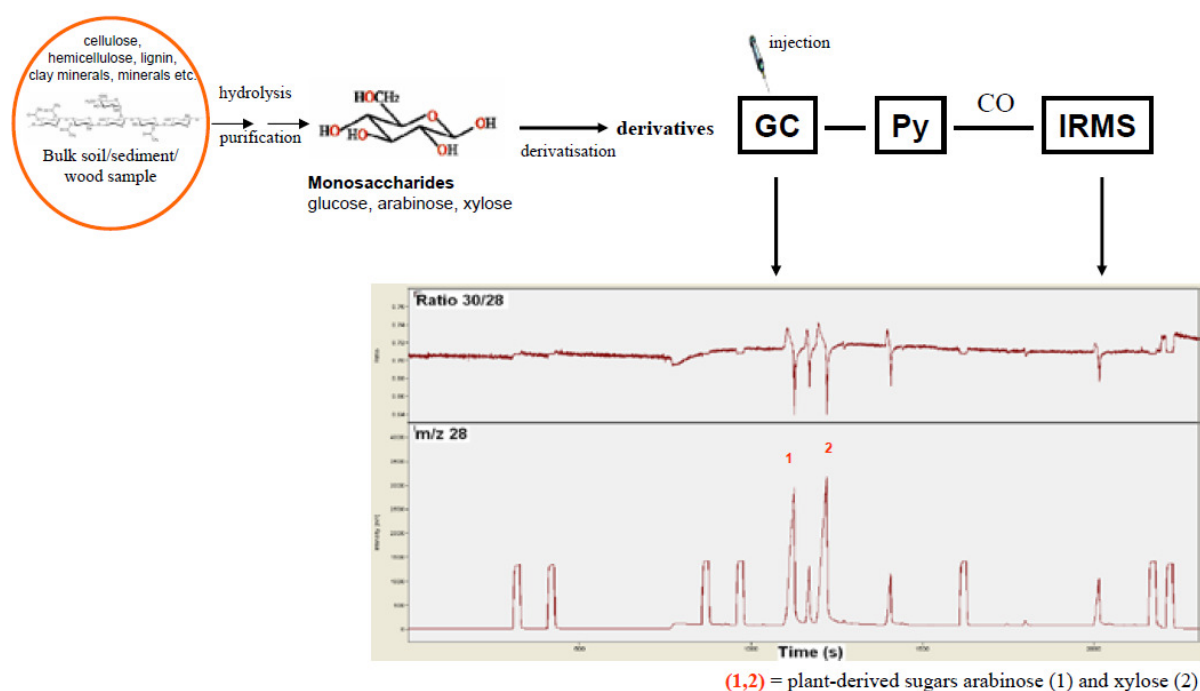 cellulose,
hemicellulose, lignin,
clay minerals, minerals etc.
Bulk soil/sediment/
wood sample
hydrolysis
purification
HOCH2
HO
HO
OH
OH
Monosaccharides
glucose, arabinose, xylose
derivatisation
derivatives
injection
GC
Py
CO
IRMS
Ratio 30/28
m/z 28
1
2
500
1000
1500
2000
Time (s)
(1,2) = plant-derived sugars arabinose (1) and xylose (2)